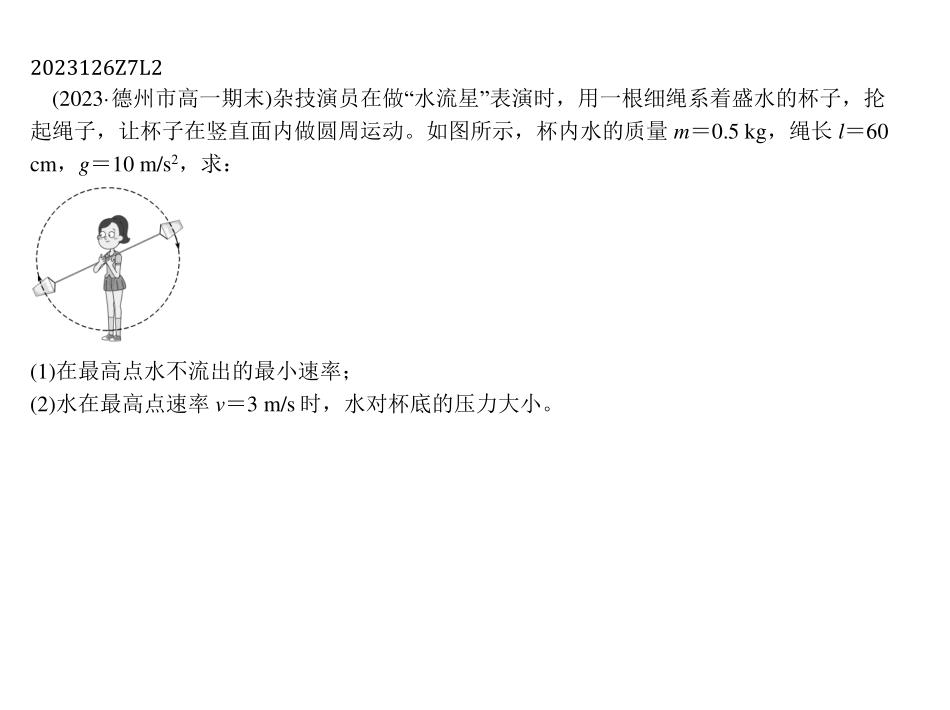 2023126Z7L2
(2023·德州市高一期末)杂技演员在做“水流星”表演时，用一根细绳系着盛水的杯子，抡
起绳子，让杯子在竖直面内做圆周运动。如图所示，杯内水的质量 m＝0.5 kg，绳长 l＝60
cm，g＝10 m/s²，求：
(1)在最高点水不流出的最小速率；
(2)水在最高点速率 v＝3 m/s 时，水对杯底的压力大小。